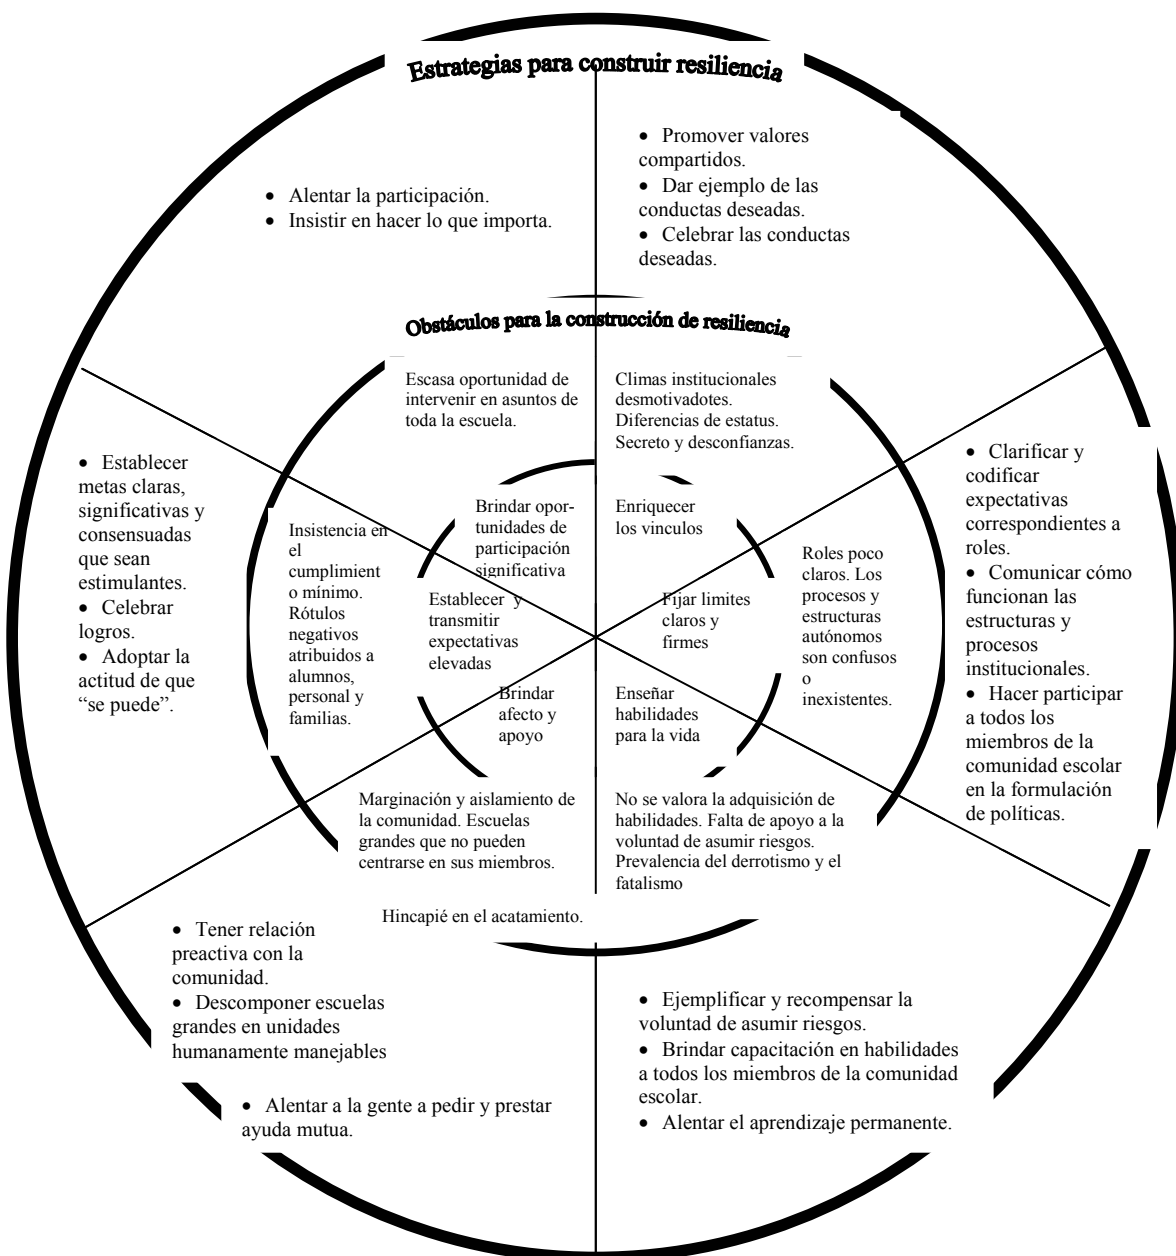 Estrategias para construir resiliencia
• Promover valores
compartidos.
• Dar ejemplo de las
conductas deseadas.
• Celebrar las conductas
deseadas.
• Alentar la participación.
• Insistir en hacer lo que importa.
Obstáculos para la construcción de resiliencia
Escasa oportunidad de
intervenir en asuntos de
toda la escuela.
Climas institucionales
desmotivadotes.
Diferencias de estatus.
Secreto y desconfianzas.
• Establecer
metas claras,
significativas y
consensuadas
que sean
estimulantes.
• Celebrar
logros.
• Adoptar la
actitud de que
“se puede”.
Insistencia en
el
cumplimient
o mínimo.
Rótulos
negativos
atribuidos a
alumnos,
personal y
familias.
Brindar opor-
tunidades de
participación
significativa
Enriquecer
los vinculos
Establecer y
transmitir
expectativas
elevadas
Fijar limites
claros y
firmes
Brindar
afecto y
apoyo
Enseñar
habilidades
para la vida
Roles poco
claros. Los
procesos y
estructuras
autónomos
son confusos
o
inexistentes.
• Clarificar y
codificar
expectativas
correspondientes a
roles.
• Comunicar cómo
funcionan las
estructuras y
procesos
institucionales.
• Hacer participar
a todos los
miembros de la
comunidad escolar
en la formulación
de políticas.
Marginación y aislamiento de
la comunidad. Escuelas
grandes que no pueden
centrarse en sus miembros.
No se valora la adquisición de
habilidades. Falta de apoyo a la
voluntad de asumir riesgos.
Prevalencia del derrotismo y el
fatalismo
Hincapié en el acatamiento.
• Tener relación
preactiva con la
comunidad.
• Descomponer escuelas
grandes en unidades
humanamente manejables
• Alentar a la gente a pedir y prestar
ayuda mutua.
• Ejemplificar y recompensar la
voluntad de asumir riesgos.
• Brindar capacitación en habilidades
a todos los miembros de la comunidad
escolar.
• Alentar el aprendizaje permanente.